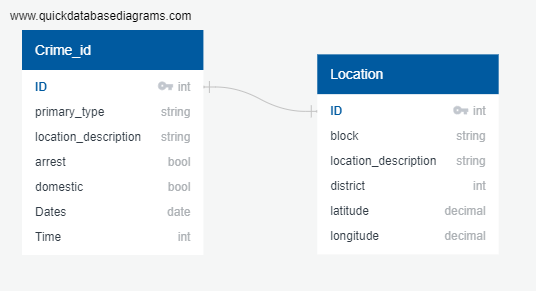 www.quickdatabasediagrams.com
Crime_id
ID int
primary_type string
location_description string
arrest bool
domestic bool
Dates date
Time int
Location
ID int
block string
location_description string
district int
latitude decimal
longitude decimal